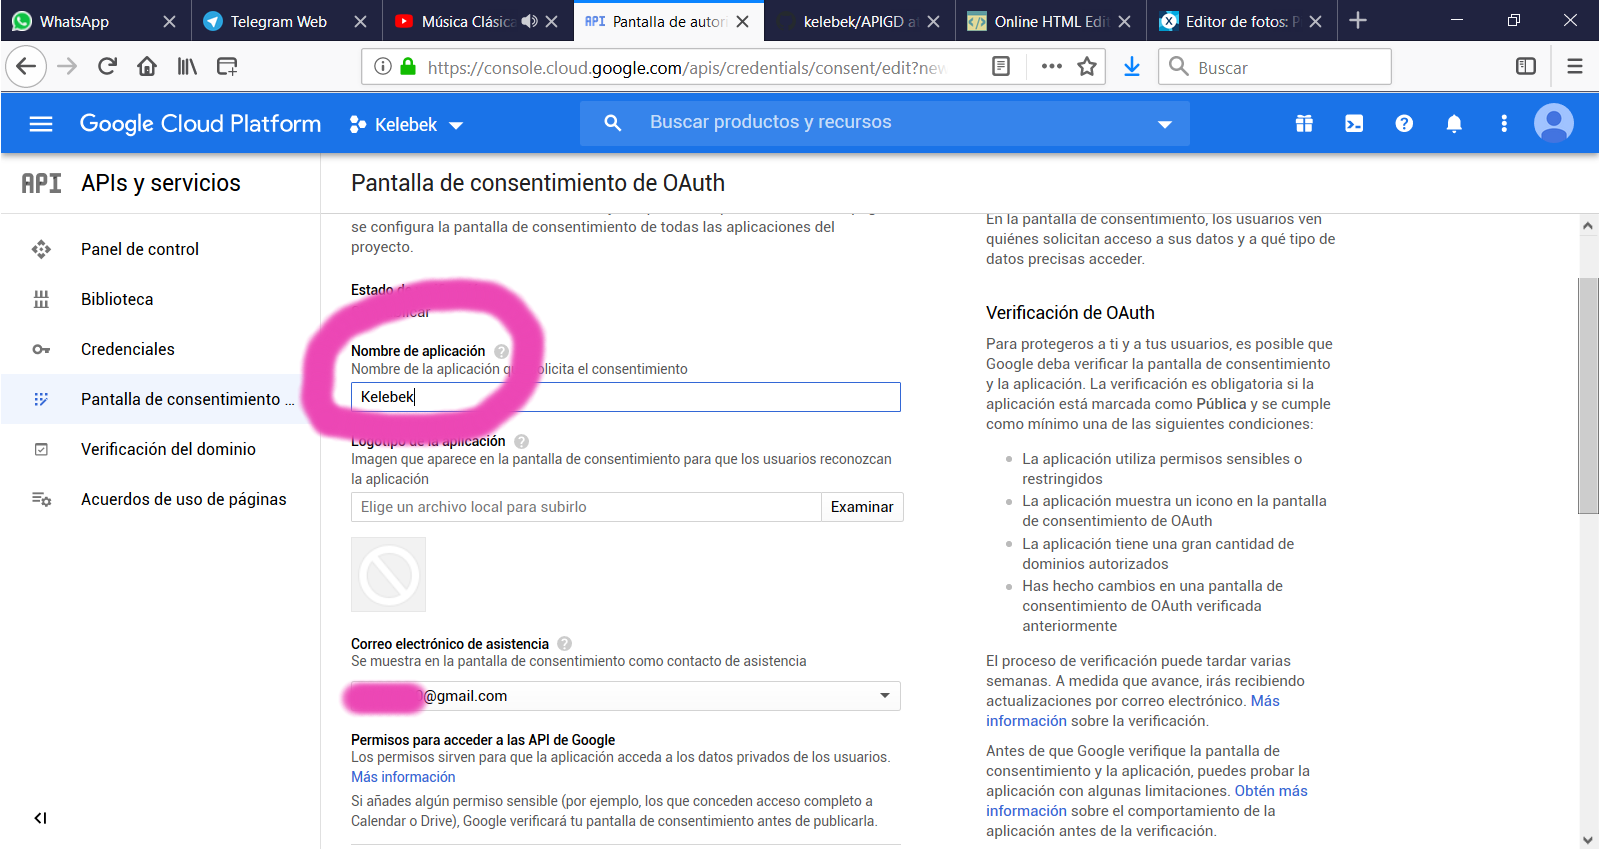 WhatsApp
Telegram Web
Música Clásica
API Pantalla de autori
kelebek/APIGD at
Online HTML Edit
Editor de fotos: P
https://console.cloud.google.com/apis/credentials/consent/edit?new
Buscar
Google Cloud Platform
Kelebek
Buscar productos y recursos
API APIs y servicios
Pantalla de consentimiento de OAuth
Panel de control
Biblioteca
Credenciales
Pantalla de consentimiento ...
Verificación del dominio
Acuerdos de uso de páginas
se configura la pantalla de consentimiento de todas las aplicaciones del
proyecto.
Estado de
Nombre de aplicación
Nombre de la aplicación que solicita el consentimiento
Kelebek
Logotipo de la aplicación
Imagen que aparece en la pantalla de consentimiento para que los usuarios reconozcan
la aplicación
Elige un archivo local para subirlo
Examinar
Correo electrónico de asistencia
Se muestra en la pantalla de consentimiento como contacto de asistencia
@gmail.com
Permisos para acceder a las API de Google
Los permisos sirven para que la aplicación acceda a los datos privados de los usuarios.
Más información
Si añades algún permiso sensible (por ejemplo, los que conceden acceso completo a
Calendar o Drive), Google verificará tu pantalla de consentimiento antes de publicarla.
En la pantalla de consentimiento, los usuarios ven
quiénes solicitan acceso a sus datos y a qué tipo de
datos precisas acceder.
Verificación de OAuth
Para protegeros a ti y a tus usuarios, es posible que
Google deba verificar la pantalla de consentimiento
y la aplicación. La verificación es obligatoria si la
aplicación está marcada como Pública y se cumple
como mínimo una de las siguientes condiciones:
La aplicación utiliza permisos sensibles o
restringidos
La aplicación muestra un icono en la pantalla
de consentimiento de OAuth
La aplicación tiene una gran cantidad de
dominios autorizados
Has hecho cambios en una pantalla de
consentimiento de OAuth verificada
anteriormente
El proceso de verificación puede tardar varias
semanas. A medida que avance, irás recibiendo
actualizaciones por correo electrónico. Más
información sobre la verificación.
Antes de que Google verifique la pantalla de
consentimiento y la aplicación, puedes probar la
aplicación con algunas limitaciones. Obtén más
información sobre el comportamiento de la
aplicación antes de la verificación.